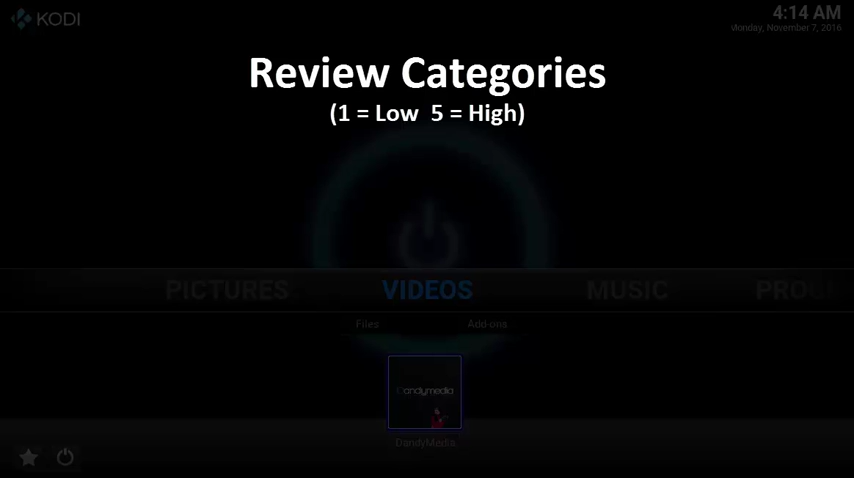 KODI
4:14 AM
Monday, November 7, 2016
Review Categories
(1 = Low 5 = High)
PICTURES
VIDEOS
MUSIC
Files
Add-ons
Dandymedia
DandyMedia